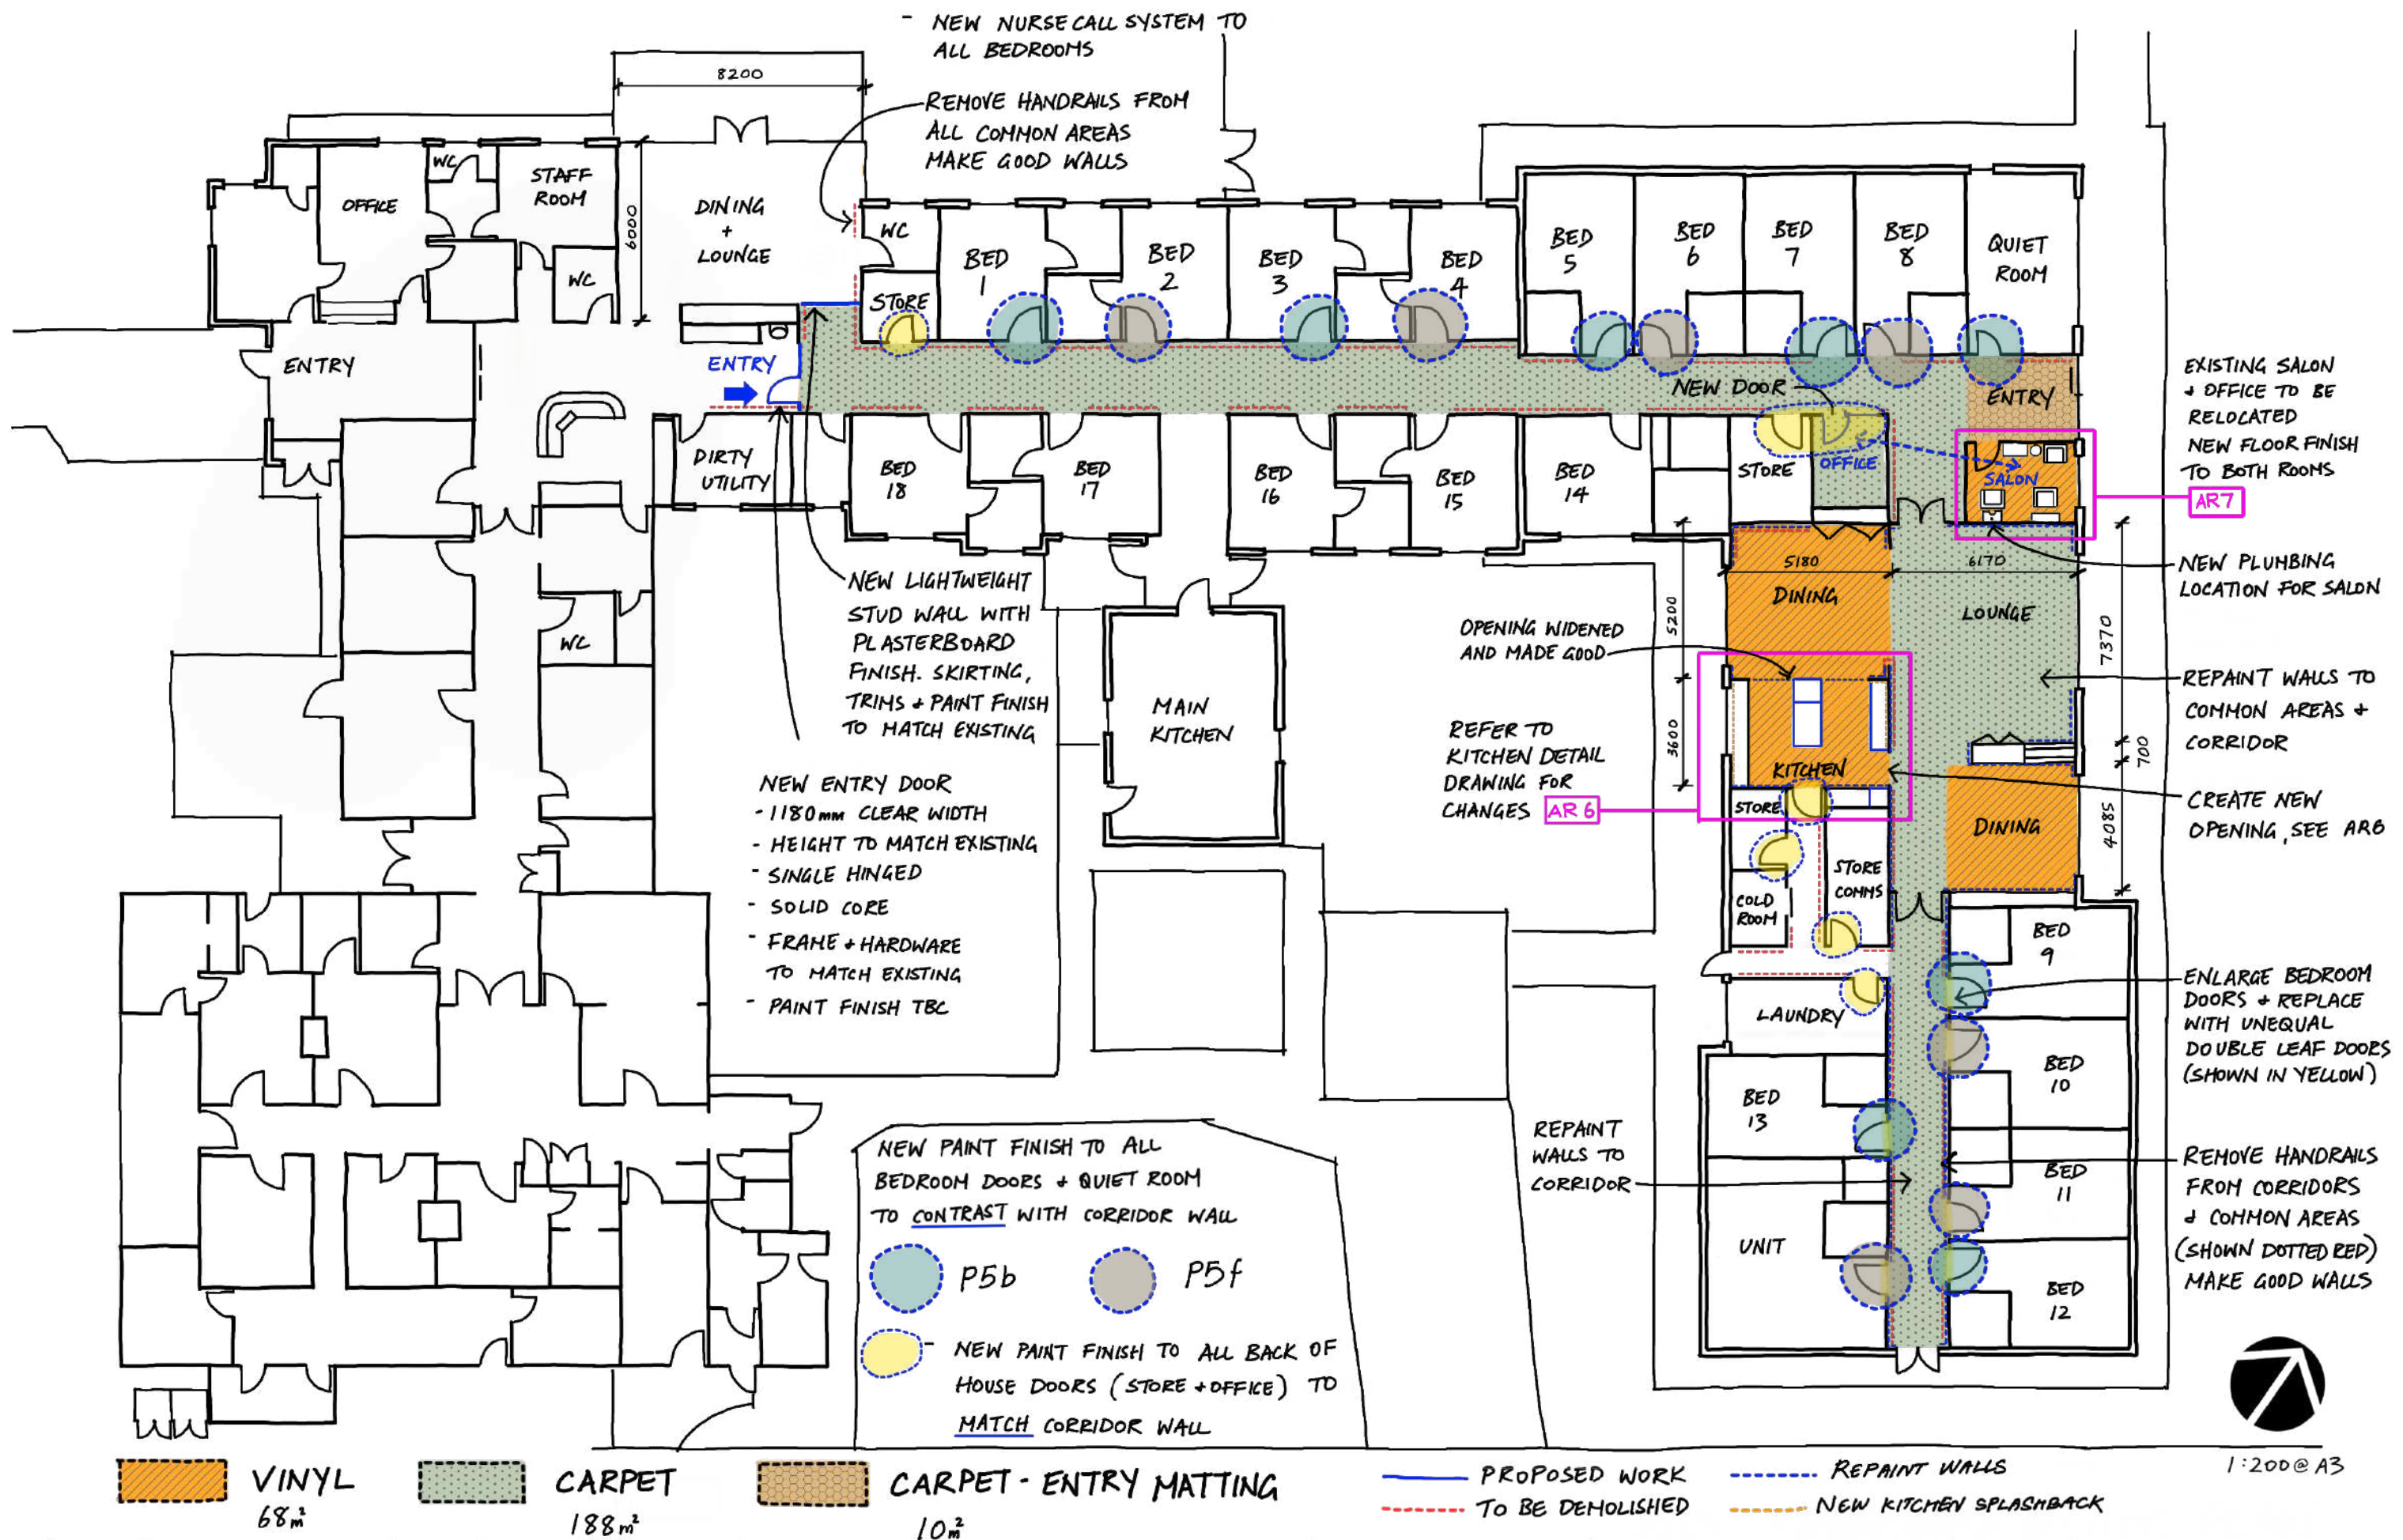 - NEW NURSE CALL SYSTEM TO
ALL BEDROOMS
8200
REMOVE HANDRAILS FROM
ALL COMMON AREAS
MAKE GOOD WALLS
WC
STAFF
ROOM
OFFICE
6000
WC
DINING
+
LOUNGE
WC
STORE
BED
1
BED
2
BED
3
BED
4
BED
5
BED
6
BED
7
BED
8
QUIET
ROOM
ENTRY
ENTRY
NEW DOOR
ENTRY
EXISTING SALON
+ OFFICE TO BE
RELOCATED
NEW FLOOR FINISH
TO BOTH ROOMS
AR7
DIRTY
UTILITY
BED
18
BED
17
BED
16
BED
15
BED
14
STORE
OFFICE
SALON
NEW PLUMBING
LOCATION FOR SALON
5180
6170
DINING
LOUNGE
5200
7370
WC
NEW LIGHTWEIGHT
STUD WALL WITH
PLASTERBOARD
FINISH. SKIRTING,
TRIMS + PAINT FINISH
TO MATCH EXISTING
MAIN
KITCHEN
OPENING WIDENED
AND MADE GOOD
REPAINT WALLS TO
COMMON AREAS +
CORRIDOR
REFER TO
KITCHEN DETAIL
DRAWING FOR
CHANGES AR6
3600
KITCHEN
700
NEW ENTRY DOOR
- 1180mm CLEAR WIDTH
- HEIGHT TO MATCH EXISTING
- SINGLE HINGED
- SOLID CORE
- FRAME + HARDWARE
TO MATCH EXISTING
- PAINT FINISH TBC
STORE
DINING
4085
CREATE NEW
OPENING, SEE AR6
STORE
COMMS
COLD
ROOM
BED
9
LAUNDRY
ENLARGE BEDROOM
DOORS + REPLACE
WITH UNEQUAL
DOUBLE LEAF DOORS
(SHOWN IN YELLOW)
BED
10
BED
13
BED
11
REPAINT
WALLS TO
CORRIDOR
REMOVE HANDRAILS
FROM CORRIDORS
+ COMMON AREAS
(SHOWN DOTTED RED)
MAKE GOOD WALLS
UNIT
BED
12
NEW PAINT FINISH TO ALL
BEDROOM DOORS + QUIET ROOM
TO CONTRAST WITH CORRIDOR WALL
P5b
P5f
- NEW PAINT FINISH TO ALL BACK OF
HOUSE DOORS (STORE + OFFICE) TO
MATCH CORRIDOR WALL
VINYL
68m²
CARPET
188m²
CARPET - ENTRY MATTING
10m²
PROPOSED WORK
TO BE DEMOLISHED
REPAINT WALLS
NEW KITCHEN SPLASHBACK
1:200@A3